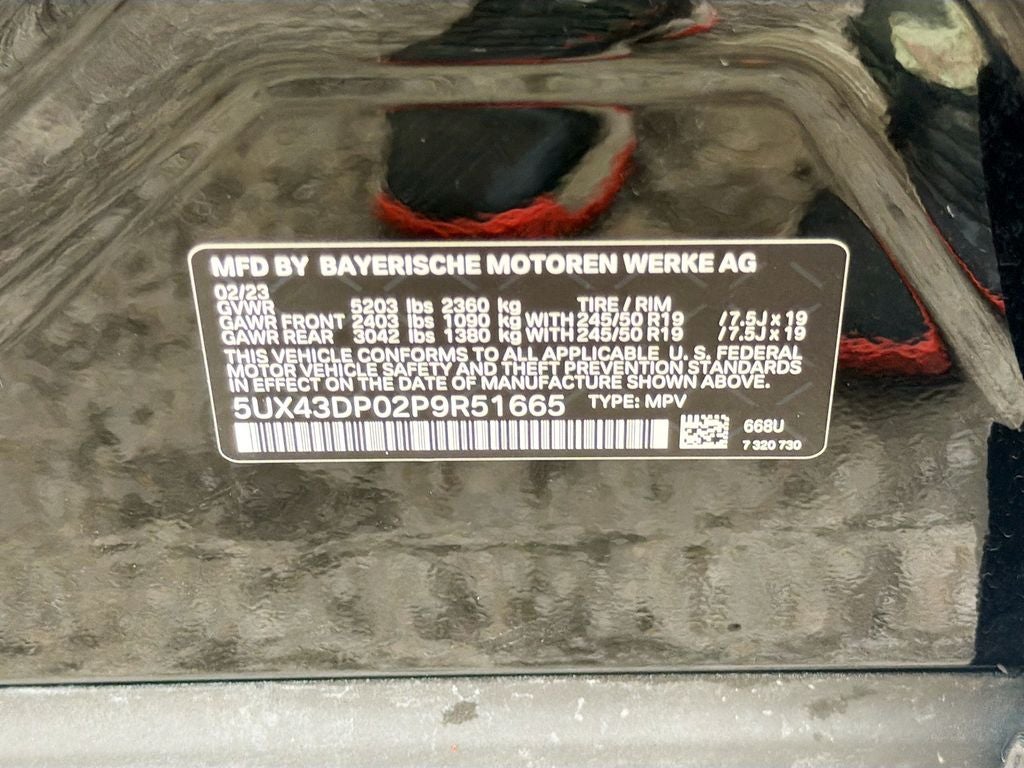 MFD BY BAYERISCHE MOTOREN WERKE AG
02/23
GVWR 5203 lbs 2360 kg TIRE / RIM
GAWR FRONT 2403 lbs 1090 kg WITH 245/50 R19 /7.5J x 19
GAWR REAR 3042 lbs 1380 kg WITH 245/50 R19 /7.5J x 19
THIS VEHICLE CONFORMS TO ALL APPLICABLE U. S. FEDERAL
MOTOR VEHICLE SAFETY AND THEFT PREVENTION STANDARDS
IN EFFECT ON THE DATE OF MANUFACTURE SHOWN ABOVE.
5UX43DP02P9R51665 TYPE: MPV
668U
7 320 730